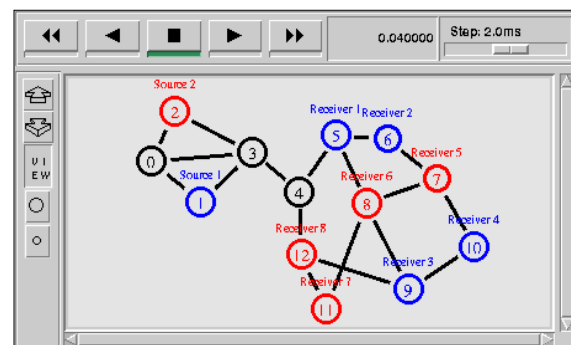 0.040000
Step: 2.0ms
VI
EW
Source 2
2
0
3
Source 1
1
4
Receiver 1
5
Receiver 2
6
Receiver 5
7
Receiver 6
8
Receiver 4
10
Receiver 3
9
Receiver 8
12
Receiver 7
11